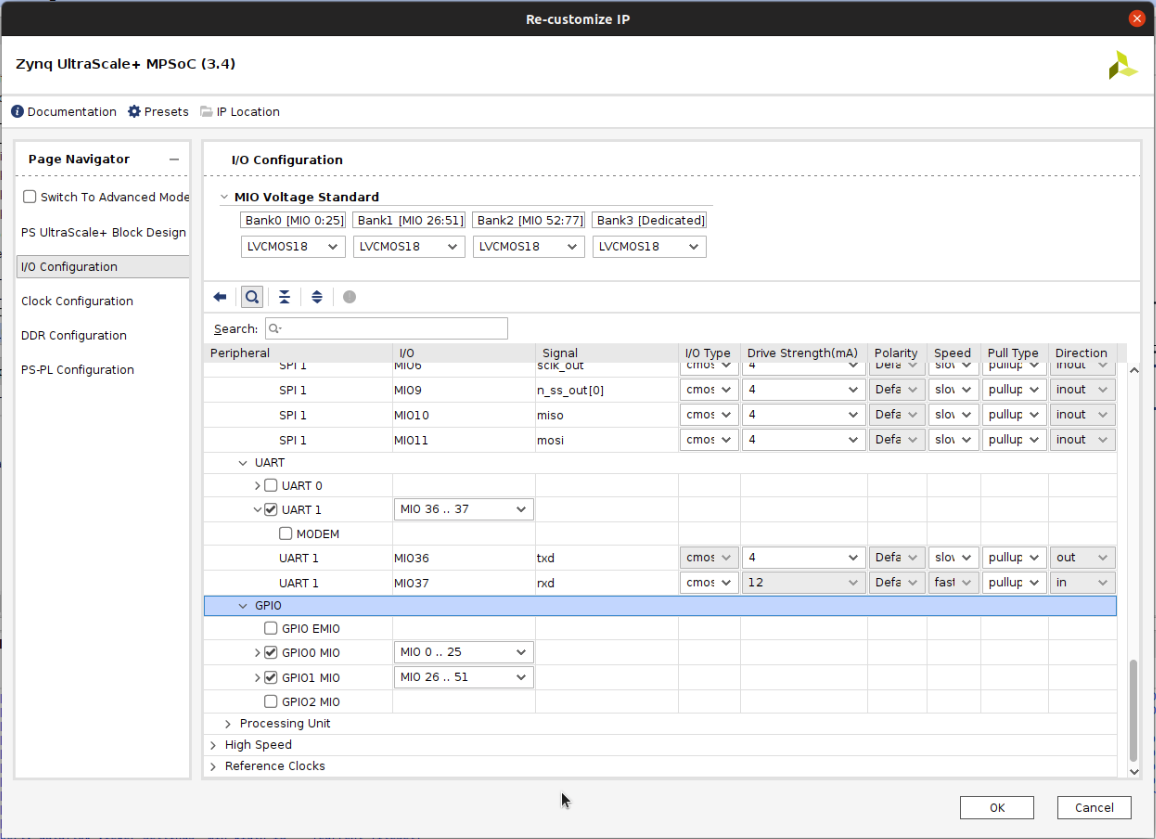 Re-customize IP
Zynq UltraScale+ MPSoC (3.4)
Documentation Presets IP Location
Page Navigator
Switch To Advanced Mode
PS UltraScale+ Block Design
I/O Configuration
Clock Configuration
DDR Configuration
PS-PL Configuration
I/O Configuration
MIO Voltage Standard
Bank0 [MIO 0:25] Bank1 [MIO 26:51] Bank2 [MIO 52:77] Bank3 [Dedicated]
LVCMOS18 LVCMOS18 LVCMOS18 LVCMOS18
Search:
Peripheral I/O Signal I/O Type Drive Strength(mA) Polarity Speed Pull Type Direction
SPI 1 MIO6 sclk_out cmos 4 Defa slov pullup inout
SPI 1 MIO9 n_ss_out[0] cmos 4 Defa slov pullup inout
SPI 1 MIO10 miso cmos 4 Defa slov pullup inout
SPI 1 MIO11 mosi cmos 4 Defa slov pullup inout
UART
UART 0
UART 1 MIO 36 .. 37
MODEM
UART 1 MIO36 txd cmos 4 Defa slov pullup out
UART 1 MIO37 rxd cmos 12 Defa fast pullup in
GPIO
GPIO EMIO
GPIO0 MIO MIO 0 .. 25
GPIO1 MIO MIO 26 .. 51
GPIO2 MIO
Processing Unit
High Speed
Reference Clocks
OK Cancel